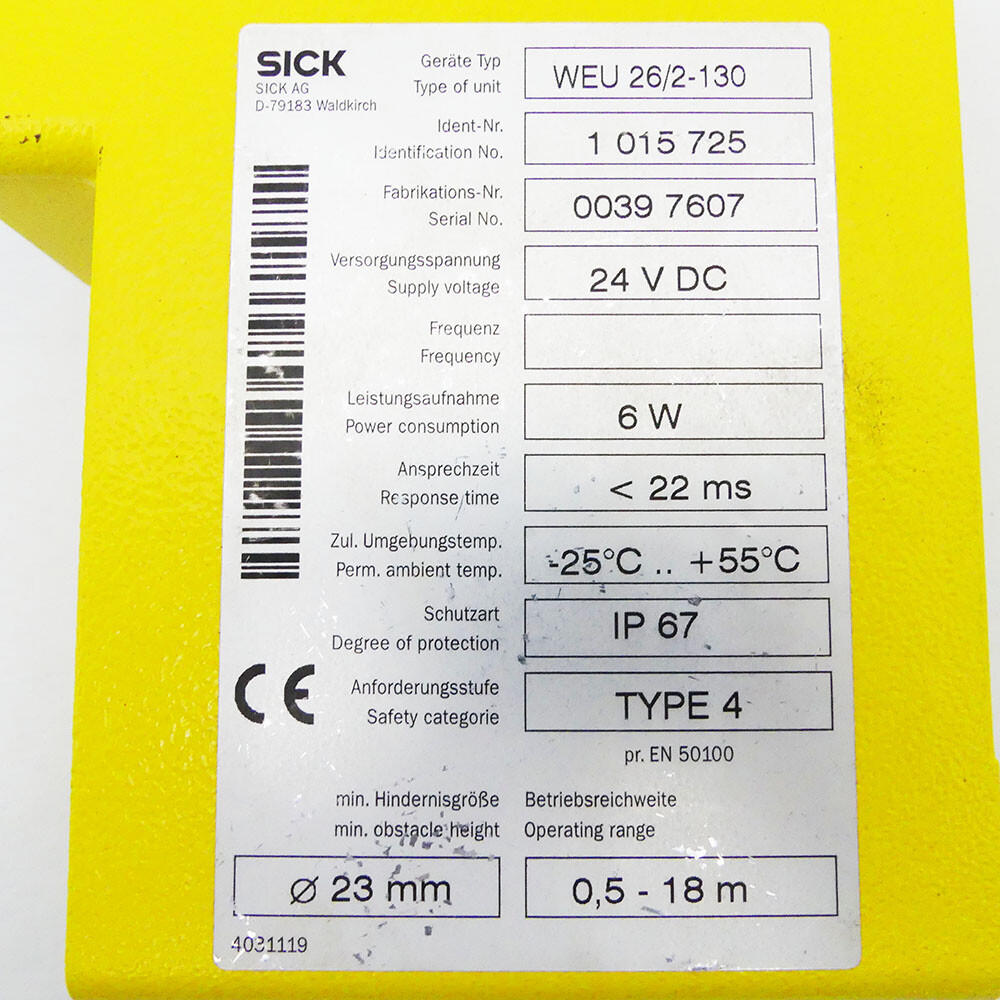 SICK
SICK AG
D-79183 Waldkirch
Geräte Typ
Type of unit
WEU 26/2-130
Ident-Nr.
Identification No.
1 015 725
Fabrikations-Nr.
Serial No.
0039 7607
Versorgungsspannung
Supply voltage
24 V DC
Frequenz
Frequency
Leistungsaufnahme
Power consumption
6 W
Ansprechzeit
Response time
< 22 ms
Zul. Umgebungstemp.
Perm. ambient temp.
-25°C .. +55°C
Schutzart
Degree of protection
IP 67
CE
Anforderungsstufe
Safety categorie
TYPE 4
pr. EN 50100
min. Hindernisgröße
min. obstacle height
Ø 23 mm
Betriebsreichweite
Operating range
0,5 - 18 m
4031119